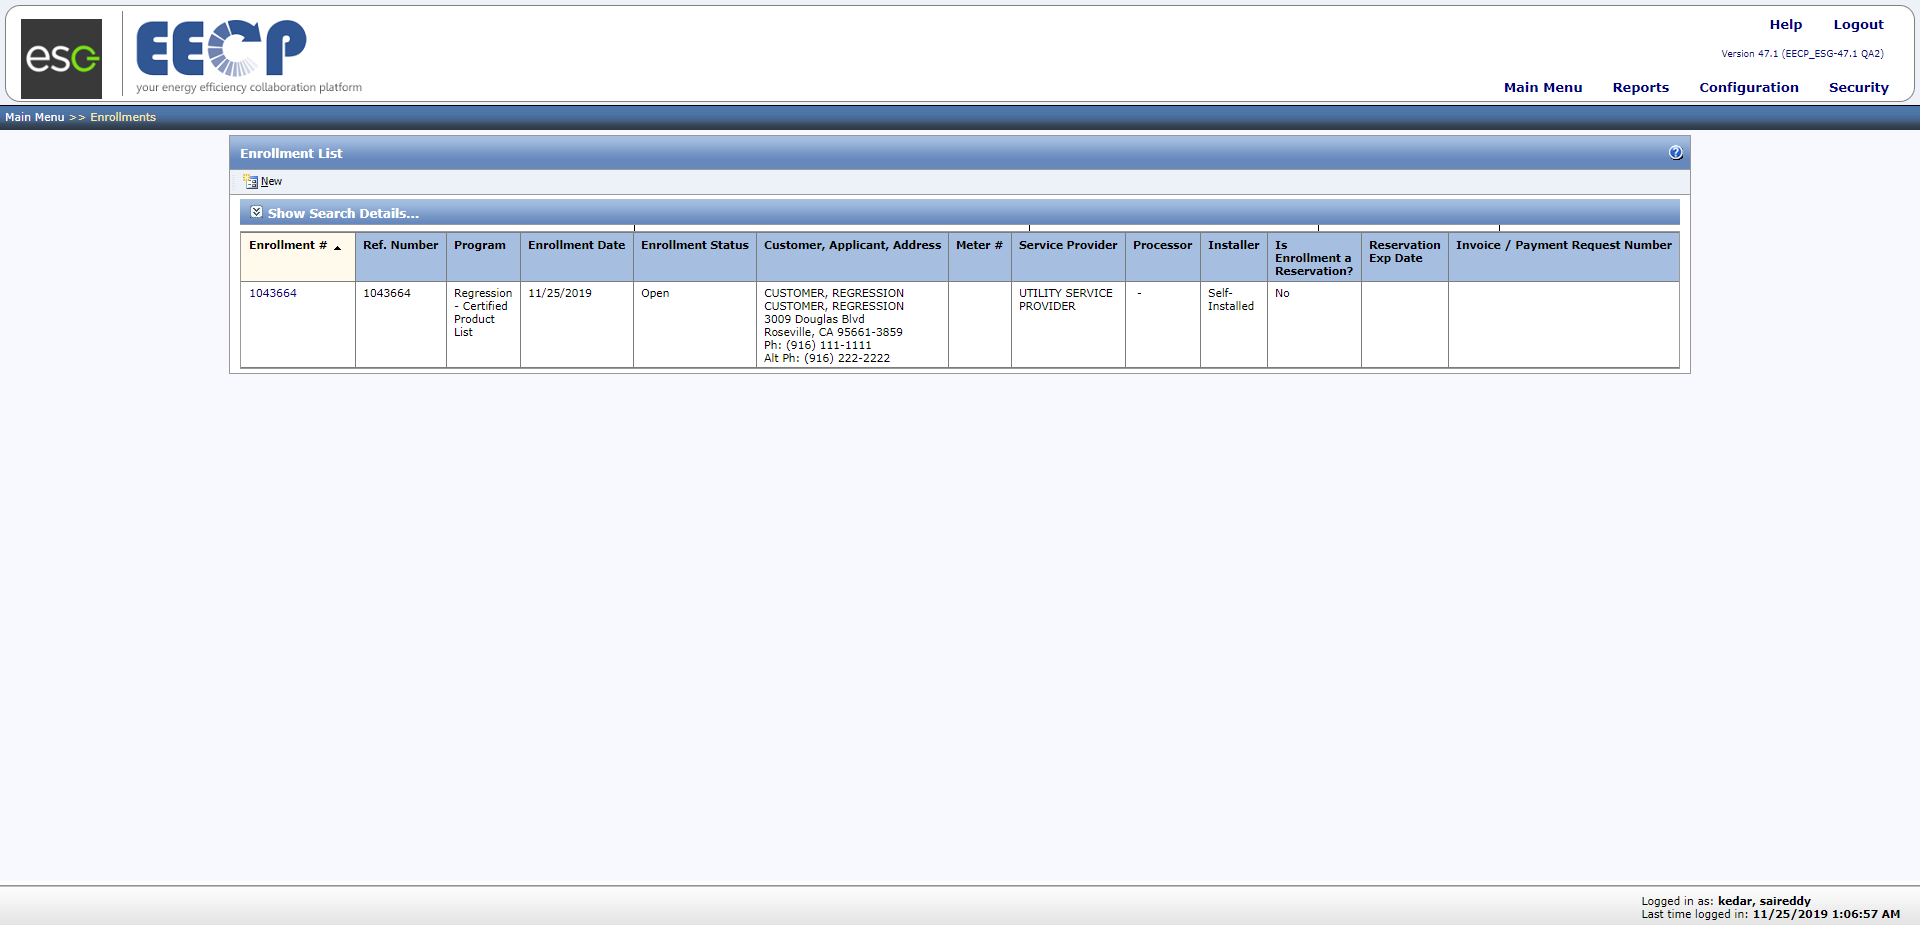 esg
EECP
your energy efficiency collaboration platform
Help Logout
Version 47.1 (EECP_ESG-47.1 QA2)
Main Menu Reports Configuration Security
Main Menu >> Enrollments
Enrollment List
New
Show Search Details...
Enrollment # Ref. Number Program Enrollment Date Enrollment Status Customer, Applicant, Address Meter # Service Provider Processor Installer Is Enrollment a Reservation? Reservation Exp Date Invoice / Payment Request Number
1043664 1043664 Regression 11/25/2019 Open CUSTOMER, REGRESSION UTILITY SERVICE - Self- No
- Certified CUSTOMER, REGRESSION PROVIDER Installed
Product 3009 Douglas Blvd
List Roseville, CA 95661-3859
Ph: (916) 111-1111
Alt Ph: (916) 222-2222
Logged in as: kedar, saireddy
Last time logged in: 11/25/2019 1:06:57 AM